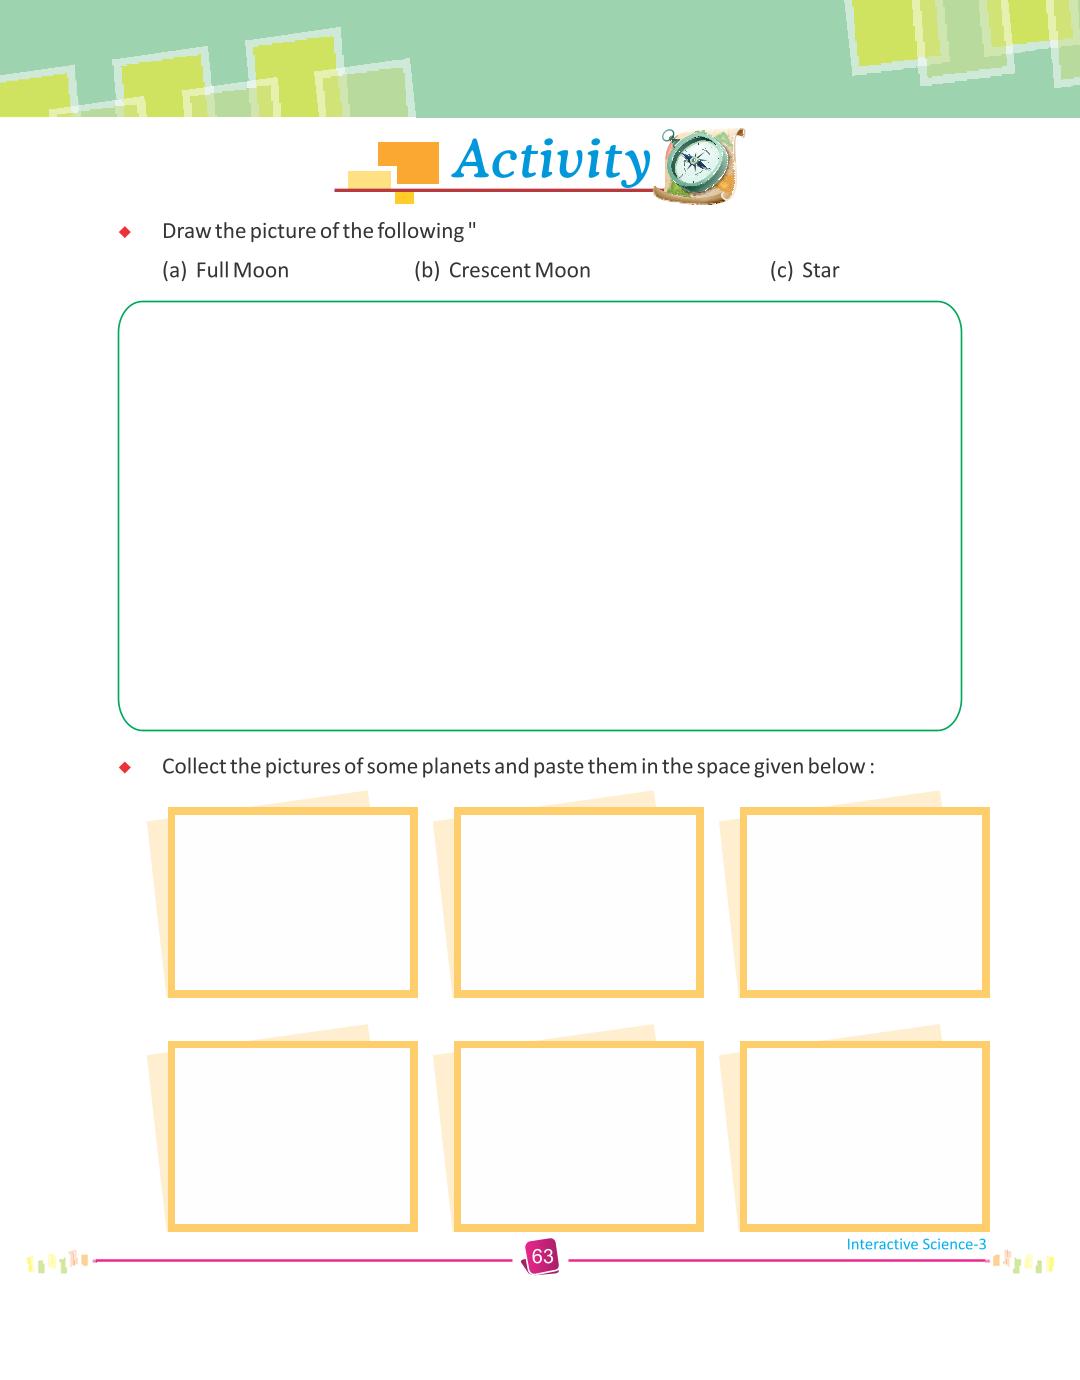 Activity
Draw the picture of the following "
(a) Full Moon (b) Crescent Moon (c) Star
Collect the pictures of some planets and paste them in the space given below :
Interactive Science-3
63